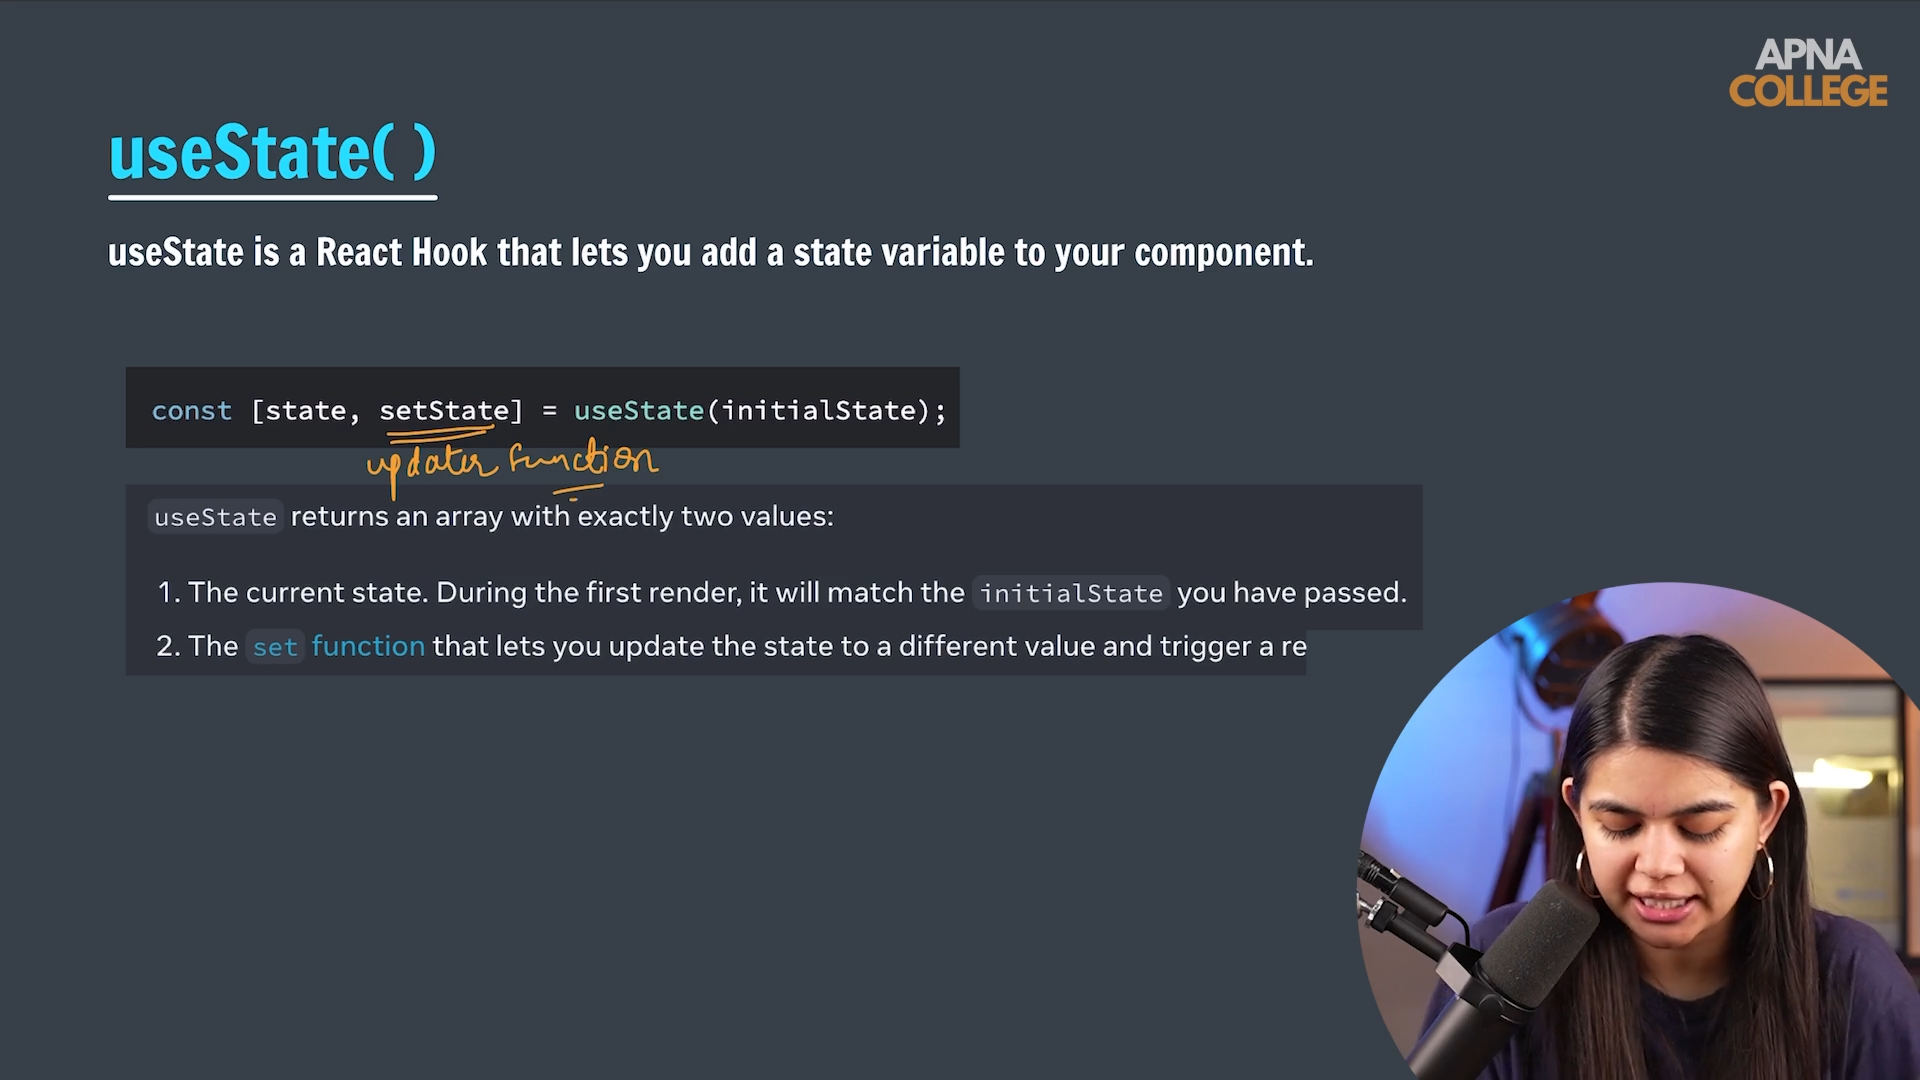 APNA
COLLEGE
useState( )
useState is a React Hook that lets you add a state variable to your component.
const [state, setState] = useState(initialState);
updater function
useState returns an array with exactly two values:
1. The current state. During the first render, it will match the initialState you have passed.
2. The set function that lets you update the state to a different value and trigger a re